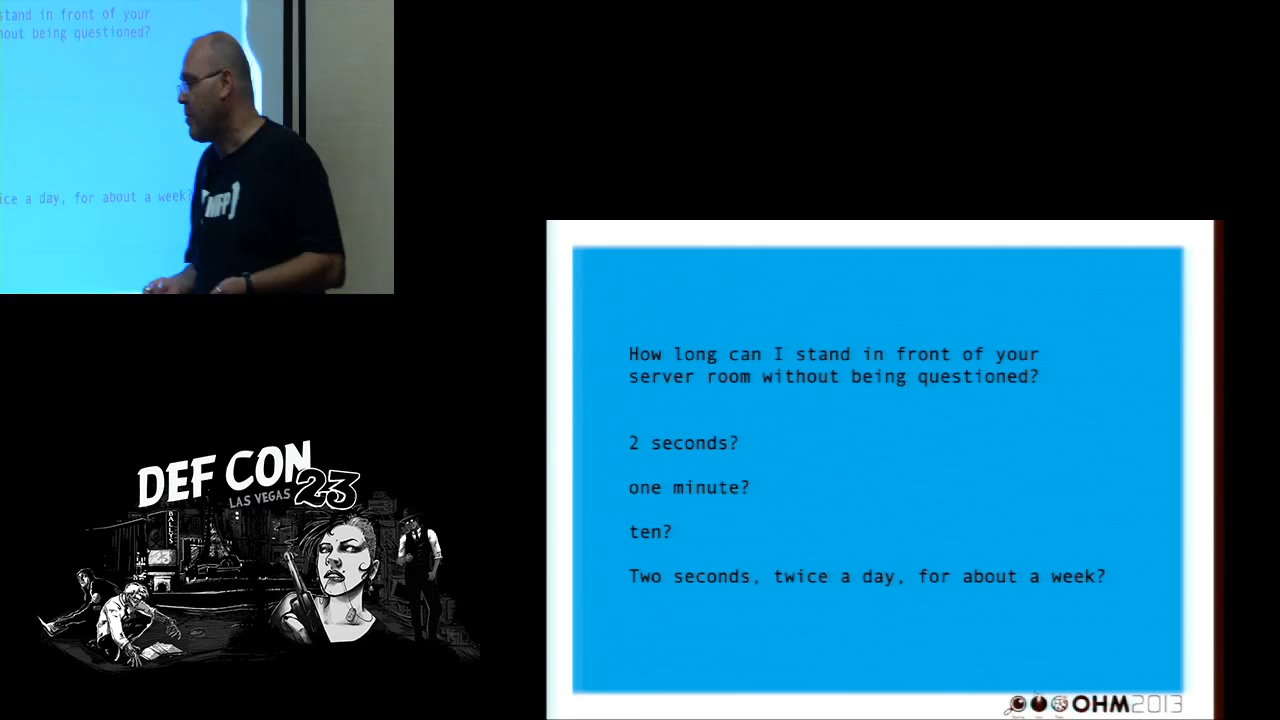 stand in front of your
out being questioned?
ice a day, for about a week?
How long can I stand in front of your
server room without being questioned?
2 seconds?
one minute?
ten?
Two seconds, twice a day, for about a week?
DEF CON
LAS VEGAS 23
BALLYS
OHM2013